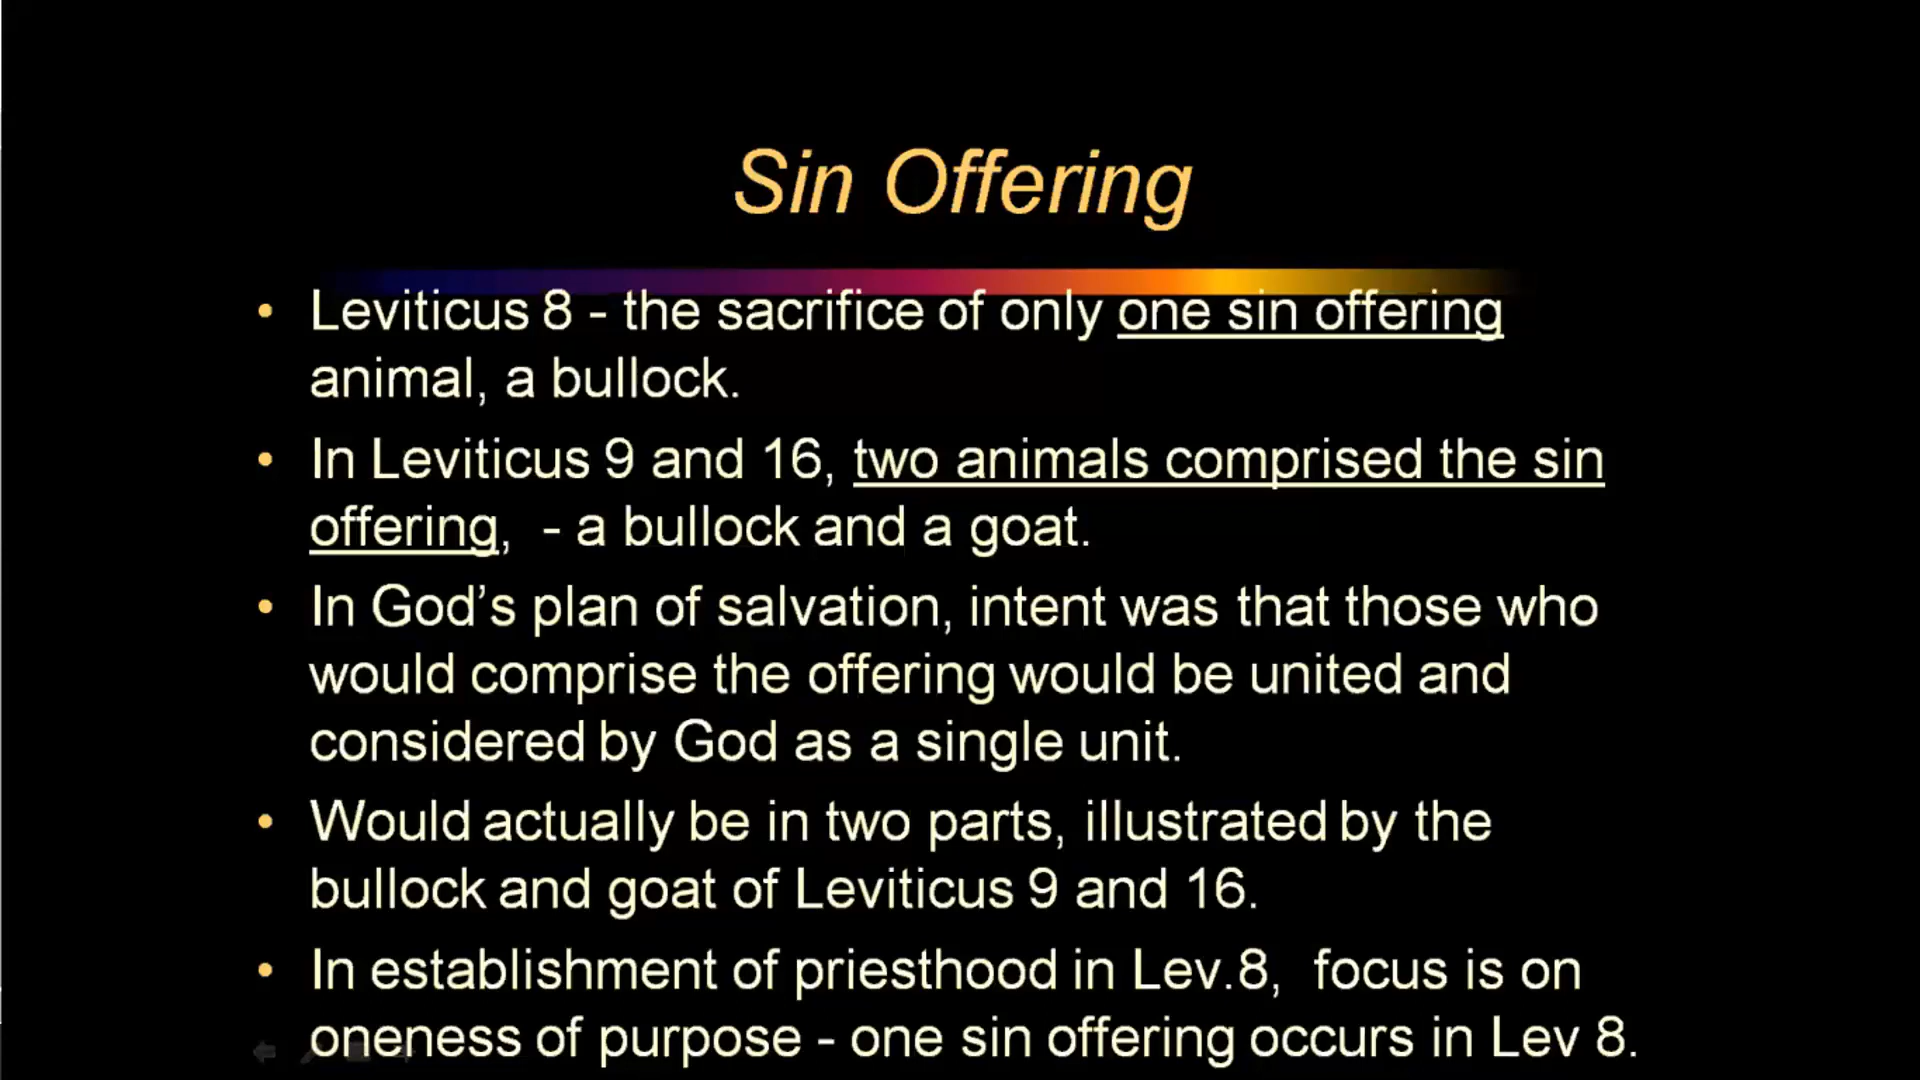 Sin Offering
• Leviticus 8 - the sacrifice of only one sin offering
animal, a bullock.
• In Leviticus 9 and 16, two animals comprised the sin
offering,  - a bullock and a goat.
• In God’s plan of salvation, intent was that those who
would comprise the offering would be united and
considered by God as a single unit.
• Would actually be in two parts, illustrated by the
bullock and goat of Leviticus 9 and 16.
• In establishment of priesthood in Lev.8,  focus is on
oneness of purpose - one sin offering occurs in Lev 8.